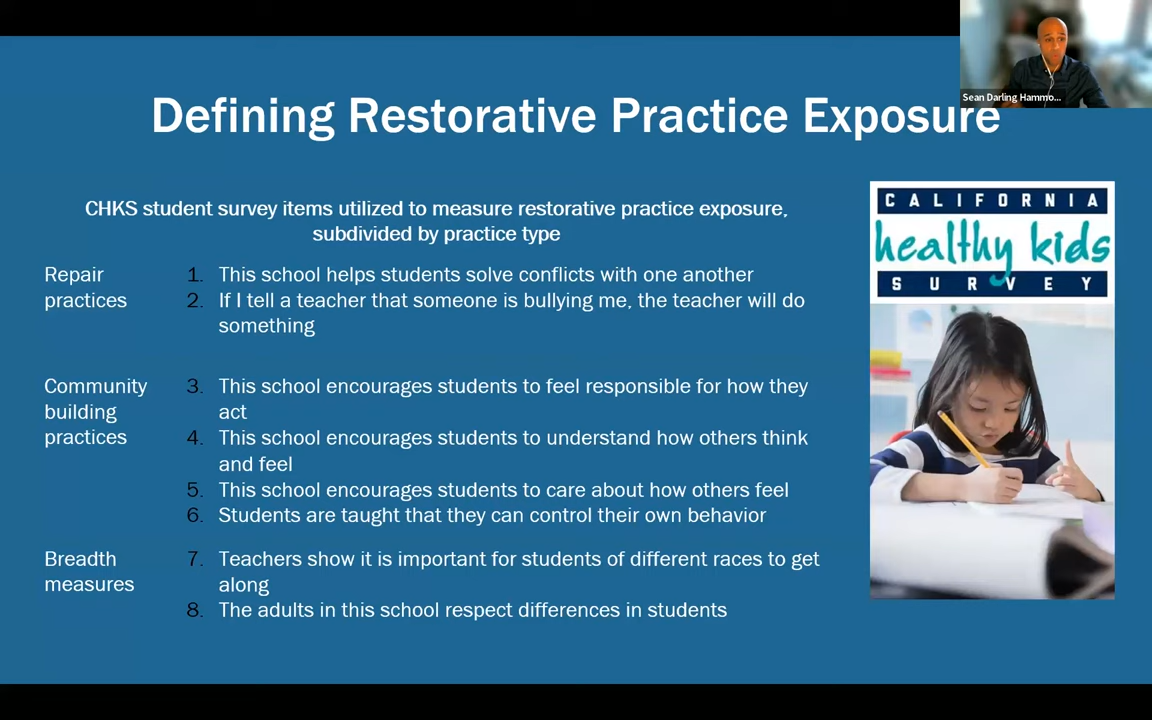 Sean Darling Hammo...
Defining Restorative Practice Exposure
CHKS student survey items utilized to measure restorative practice exposure,
subdivided by practice type
Repair
practices
1. This school helps students solve conflicts with one another
2. If I tell a teacher that someone is bullying me, the teacher will do
something
Community
building
practices
3. This school encourages students to feel responsible for how they
act
4. This school encourages students to understand how others think
and feel
5. This school encourages students to care about how others feel
6. Students are taught that they can control their own behavior
Breadth
measures
7. Teachers show it is important for students of different races to get
along
8. The adults in this school respect differences in students
CALIFORNIA
healthy kids
SURVEY